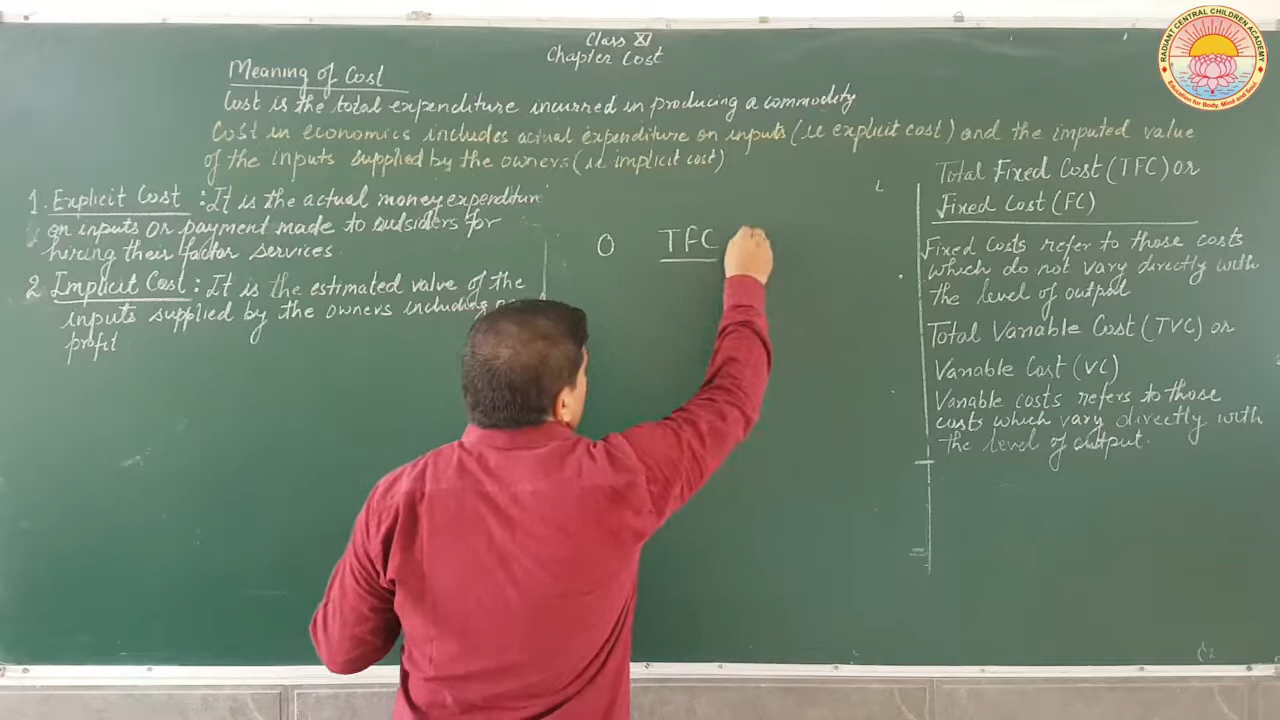 Class XI
Chapter Cost
Meaning of Cost
Cost is the total expenditure incurred in producing a commodity
Cost in economics includes actual expenditure on inputs (ie explicit cost) and the imputed value
of the inputs supplied by the owners (ie implicit cost)
1. Explicit Cost : It is the actual money expenditure
on inputs or payment made to outsiders for
hiring their factor services
2 Implicit Cost : It is the estimated value of the
inputs supplied by the owners including
profit
O TFC
Total Fixed Cost (TFC) or
Fixed Cost (FC)
Fixed Costs refer to those costs
which do not vary directly with
the level of output
Total Variable Cost (TVC) or
Variable Cost (VC)
Variable costs refers to those
costs which vary directly with
the level of output.
RADIANT CENTRAL CHILDREN ACADEMY
Education for Body, Mind and Soul